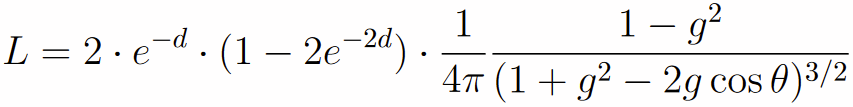 L = 2 · e^{-d} · (1 − 2e^{-2d}) · \frac{1}{4π} \frac{1 − g^2}{(1 + g^2 − 2g cos θ)^{3/2}}